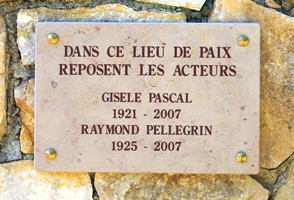 DANS CE LIEU DE PAIX
REPOSENT LES ACTEURS
GISELE PASCAL
1921 - 2007
RAYMOND PELLEGRIN
1925 - 2007